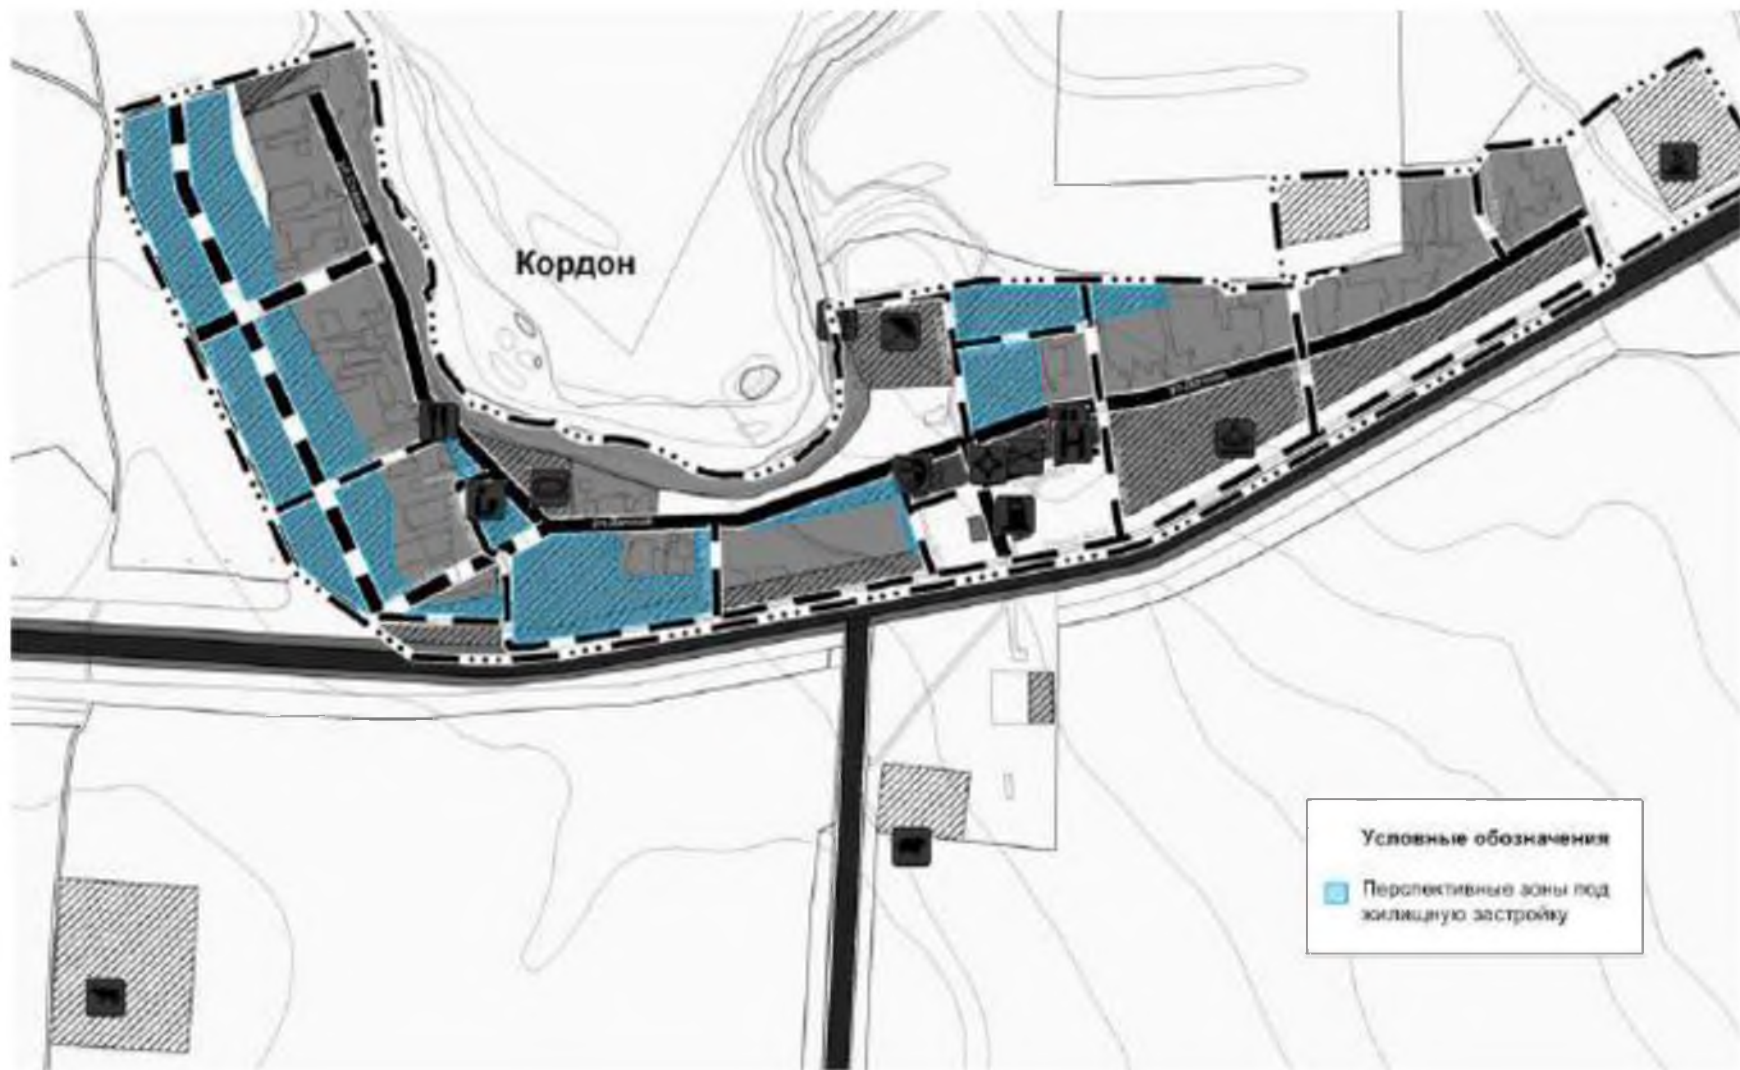 Кордон
Условные обозначения
Перспективные зоны под
жилищную застройку